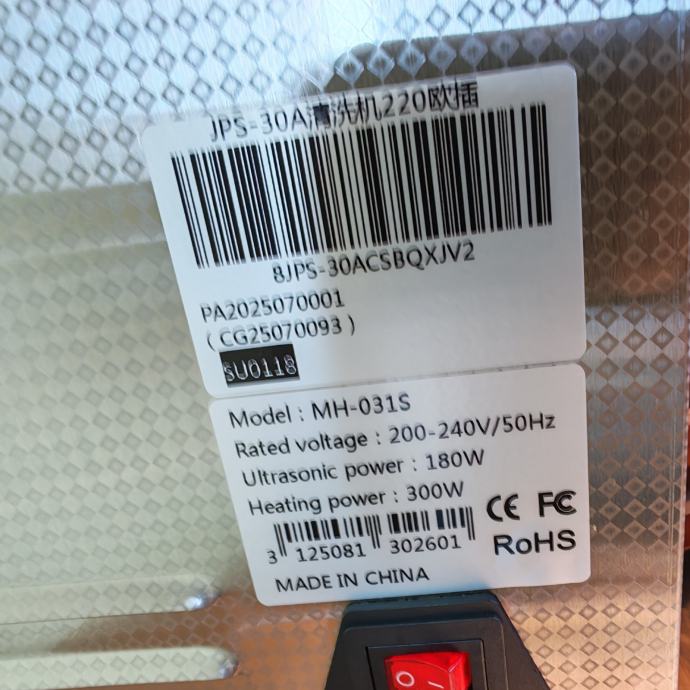 JPS-30A清洗机220欧插
8JPS-30ACSBQXJV2
PA2025070001
( CG25070093 )
SU0118
Model : MH-031S
Rated voltage : 200-240V/50Hz
Ultrasonic power : 180W
Heating power : 300W
CE FC
3 125081 302601
RoHS
MADE IN CHINA